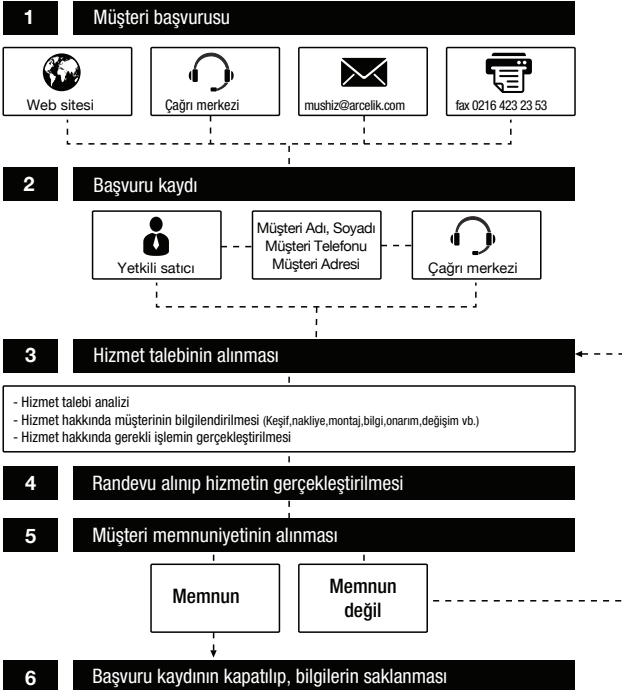 1 Müşteri başvurusu
Web sitesi
Çağrı merkezi
mushiz@arcelik.com
fax 0216 423 23 53
2 Başvuru kaydı
Yetkili satıcı
Müşteri Adı, Soyadı
Müşteri Telefonu
Müşteri Adresi
Çağrı merkezi
3 Hizmet talebinin alınması
- Hizmet talebi analizi
- Hizmet hakkında müşterinin bilgilendirilmesi (Keşif,nakliye,montaj,bilgi,onarım,değişim vb.)
- Hizmet hakkında gerekli işlemin gerçekleştirilmesi
4 Randevu alınıp hizmetin gerçekleştirilmesi
5 Müşteri memnuniyetinin alınması
Memnun
Memnun
değil
6 Başvuru kaydının kapatılıp, bilgilerin saklanması